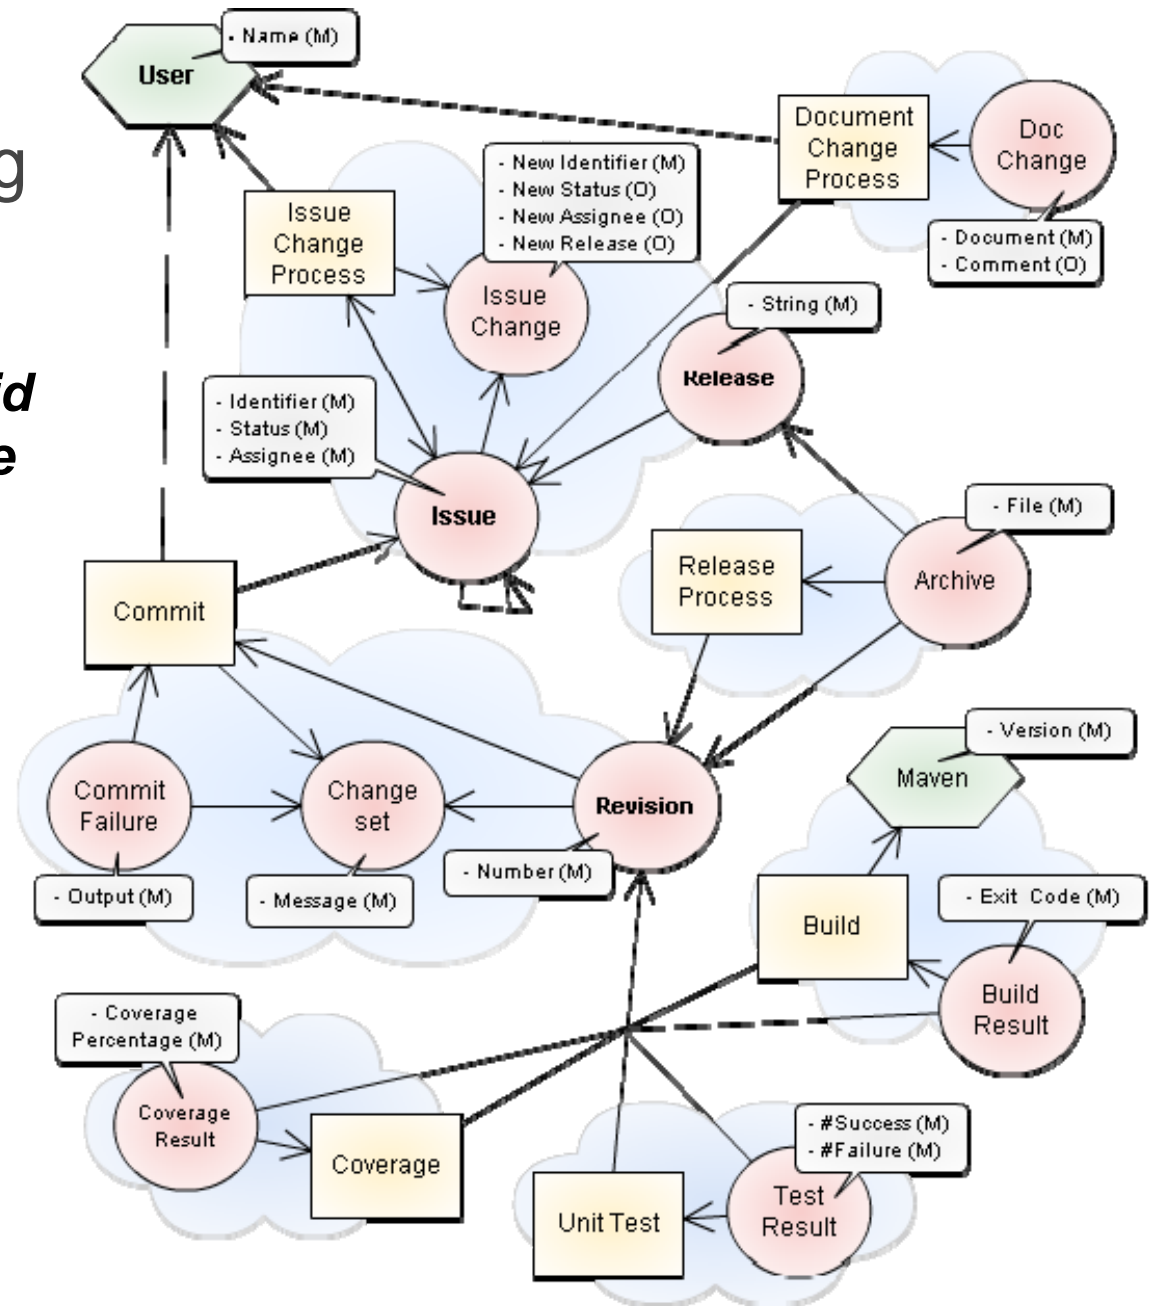 - Name (M)
User
g
Document
Change
Process
Doc
Change
- New Identifier (M)
- New Status (O)
- New Assignee (O)
- New Release (O)
Issue
Change
Process
- Document (M)
- Comment (O)
Issue
Change
- String (M)
Release
id
e
- Identifier (M)
- Status (M)
- Assignee (M)
Issue
- File (M)
Release
Process
Archive
Commit
- Version (M)
Maven
Commit
Failure
Change
set
Revision
- Number (M)
- Output (M)
- Message (M)
- Exit Code (M)
Build
Build
Result
- Coverage
Percentage (M)
Coverage
Result
Coverage
- #Success (M)
- #Failure (M)
Unit Test
Test
Result